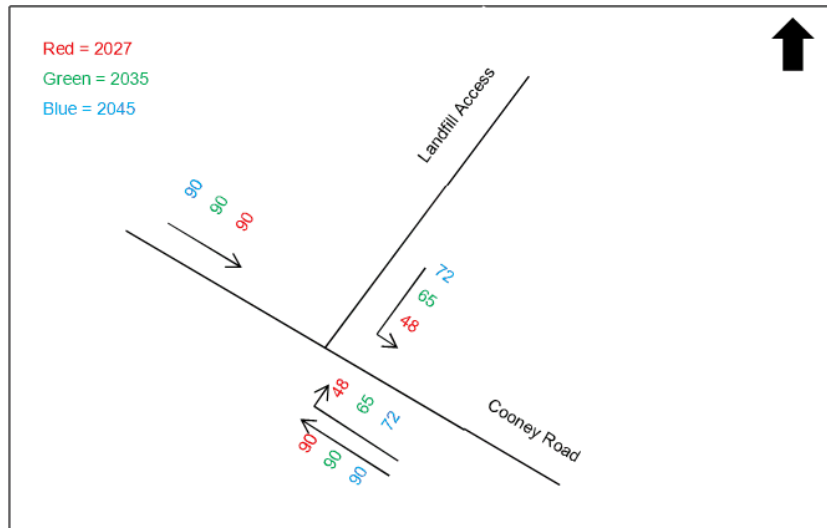 Red = 2027
Green = 2035
Blue = 2045
Landfill Access
90
90
90
72
65
48
48
65
72
90
90
90
Cooney Road